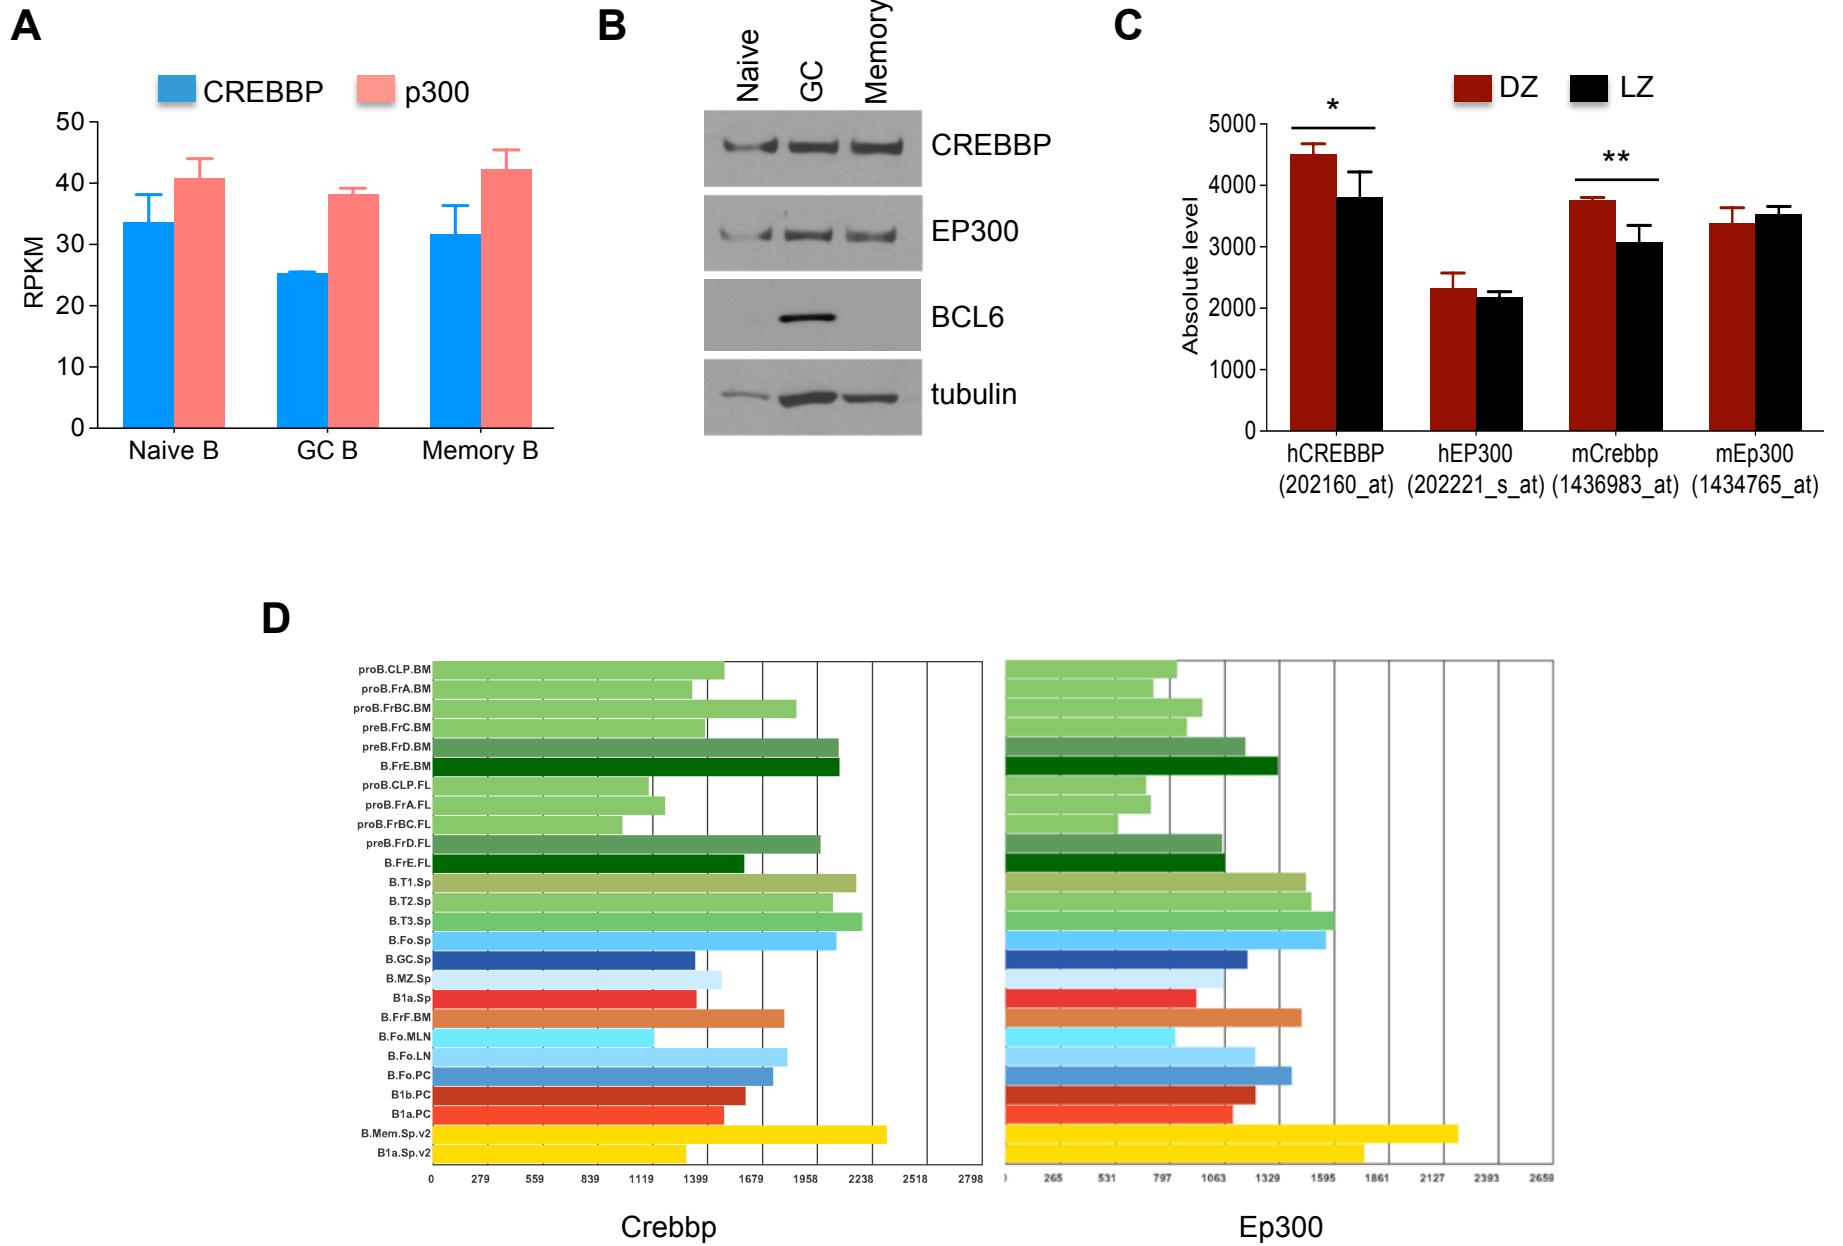 A
CREBBP p300
50
40
30
20
10
0
RPKM
Naive B GC B Memory B
B
Naive GC Memory
CREBBP
EP300
BCL6
tubulin
C
DZ LZ
* **
5000
4000
3000
2000
1000
0
Absolute level
hCREBBP hEP300 mCrebbp mEp300
(202160_at) (202221_s_at) (1436983_at) (1434765_at)
D
proB.CLP.BM
proB.FrA.BM
proB.FrBC.BM
preB.FrC.BM
preB.FrD.BM
B.FrE.BM
proB.CLP.FL
proB.FrA.FL
proB.FrBC.FL
preB.FrD.FL
B.FrE.FL
B.T1.Sp
B.T2.Sp
B.T3.Sp
B.Fo.Sp
B.GC.Sp
B.MZ.Sp
B1a.Sp
B.FrF.BM
B.Fo.MLN
B.Fo.LN
B.Fo.PC
B1b.PC
B1a.PC
B.Mem.Sp.v2
B1a.Sp.v2
0 279 559 839 1119 1399 1679 1958 2238 2518 2798
265 531 797 1063 1329 1595 1861 2127 2393 2659
Crebbp Ep300